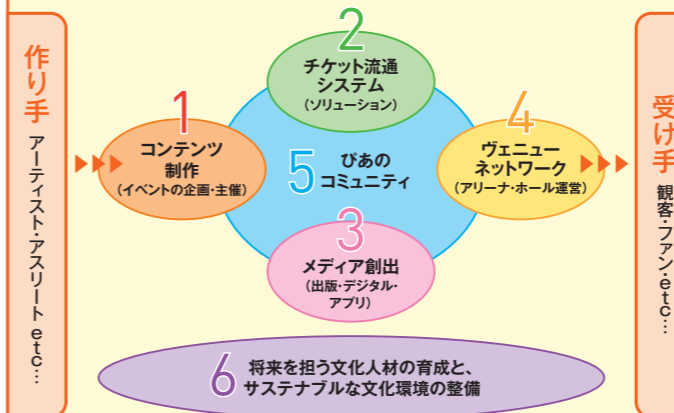 作り手
アーティスト・アスリート etc…
1
コンテンツ
制作
(イベントの企画・主催)
2
チケット流通
システム
(ソリューション)
3
メディア創出
(出版・デジタル・
アプリ)
4
ヴェニュー
ネットワーク
(アリーナ・ホール運営)
5
ぴあの
コミュニティ
6
将来を担う文化人材の育成と、
サステナブルな文化環境の整備
受け手
観客・ファン・etc…